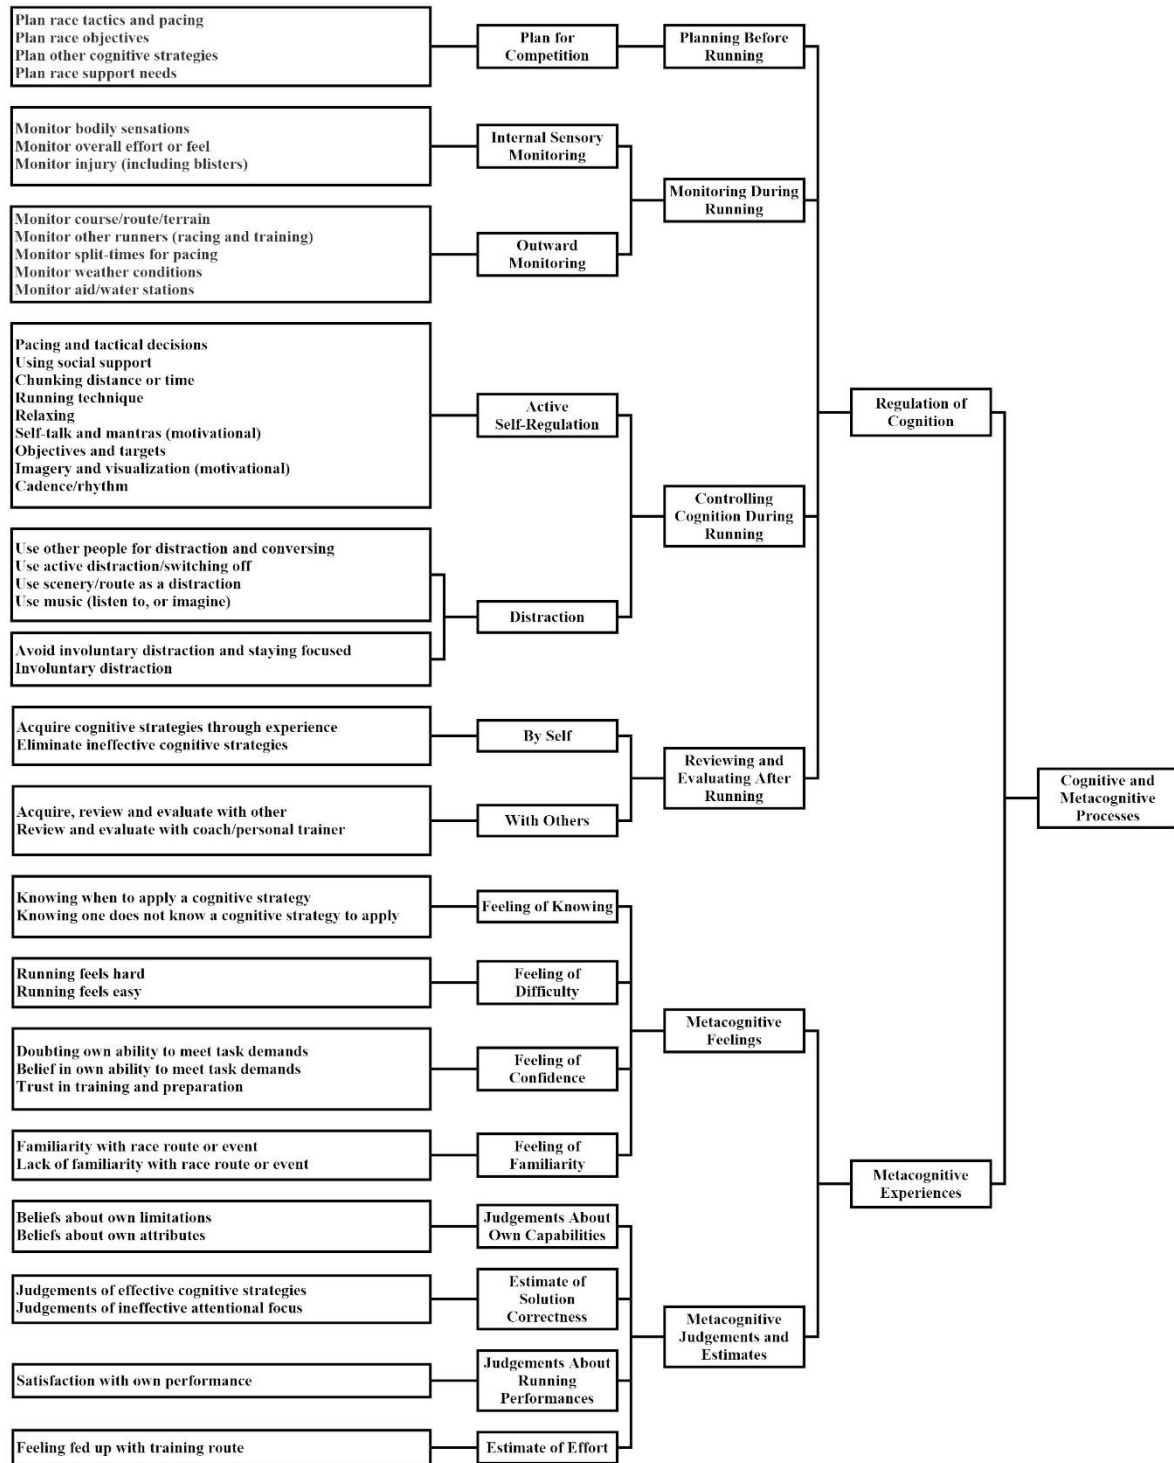 Plan race tactics and pacing
Plan race objectives
Plan other cognitive strategies
Plan race support needs
Plan for
Competition
Planning Before
Running
Monitor bodily sensations
Monitor overall effort or feel
Monitor injury (including blisters)
Internal Sensory
Monitoring
Monitoring During
Running
Monitor course/route/terrain
Monitor other runners (racing and training)
Monitor split-times for pacing
Monitor weather conditions
Monitor aid/water stations
Outward
Monitoring
Pacing and tactical decisions
Using social support
Chunking distance or time
Running technique
Relaxing
Self-talk and mantras (motivational)
Objectives and targets
Imagery and visualization (motivational)
Cadence/rhythm
Active
Self-Regulation
Regulation of
Cognition
Controlling
Cognition During
Running
Use other people for distraction and conversing
Use active distraction/switching off
Use scenery/route as a distraction
Use music (listen to, or imagine)
Distraction
Avoid involuntary distraction and staying focused
Involuntary distraction
Acquire cognitive strategies through experience
Eliminate ineffective cognitive strategies
By Self
Reviewing and
Evaluating After
Running
Cognitive and
Metacognitive
Processes
Acquire, review and evaluate with other
Review and evaluate with coach/personal trainer
With Others
Knowing when to apply a cognitive strategy
Knowing one does not know a cognitive strategy to apply
Feeling of Knowing
Running feels hard
Running feels easy
Feeling of
Difficulty
Metacognitive
Feelings
Doubting own ability to meet task demands
Belief in own ability to meet task demands
Trust in training and preparation
Feeling of
Confidence
Familiarity with race route or event
Lack of familiarity with race route or event
Feeling of
Familiarity
Metacognitive
Experiences
Beliefs about own limitations
Beliefs about own attributes
Judgements About
Own Capabilities
Judgements of effective cognitive strategies
Judgements of ineffective attentional focus
Estimate of
Solution
Correctness
Metacognitive
Judgements and
Estimates
Satisfaction with own performance
Judgements About
Running
Performances
Feeling fed up with training route
Estimate of Effort